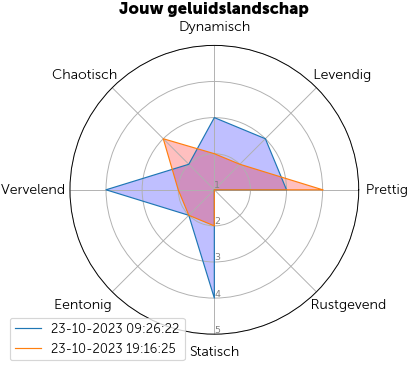 Jouw geluidslandschap
Dynamisch
Chaotisch
Levendig
Vervelend
1
Prettig
2
3
4
Eentonig
Rustgevend
5
Statisch
23-10-2023 09:26:22
23-10-2023 19:16:25